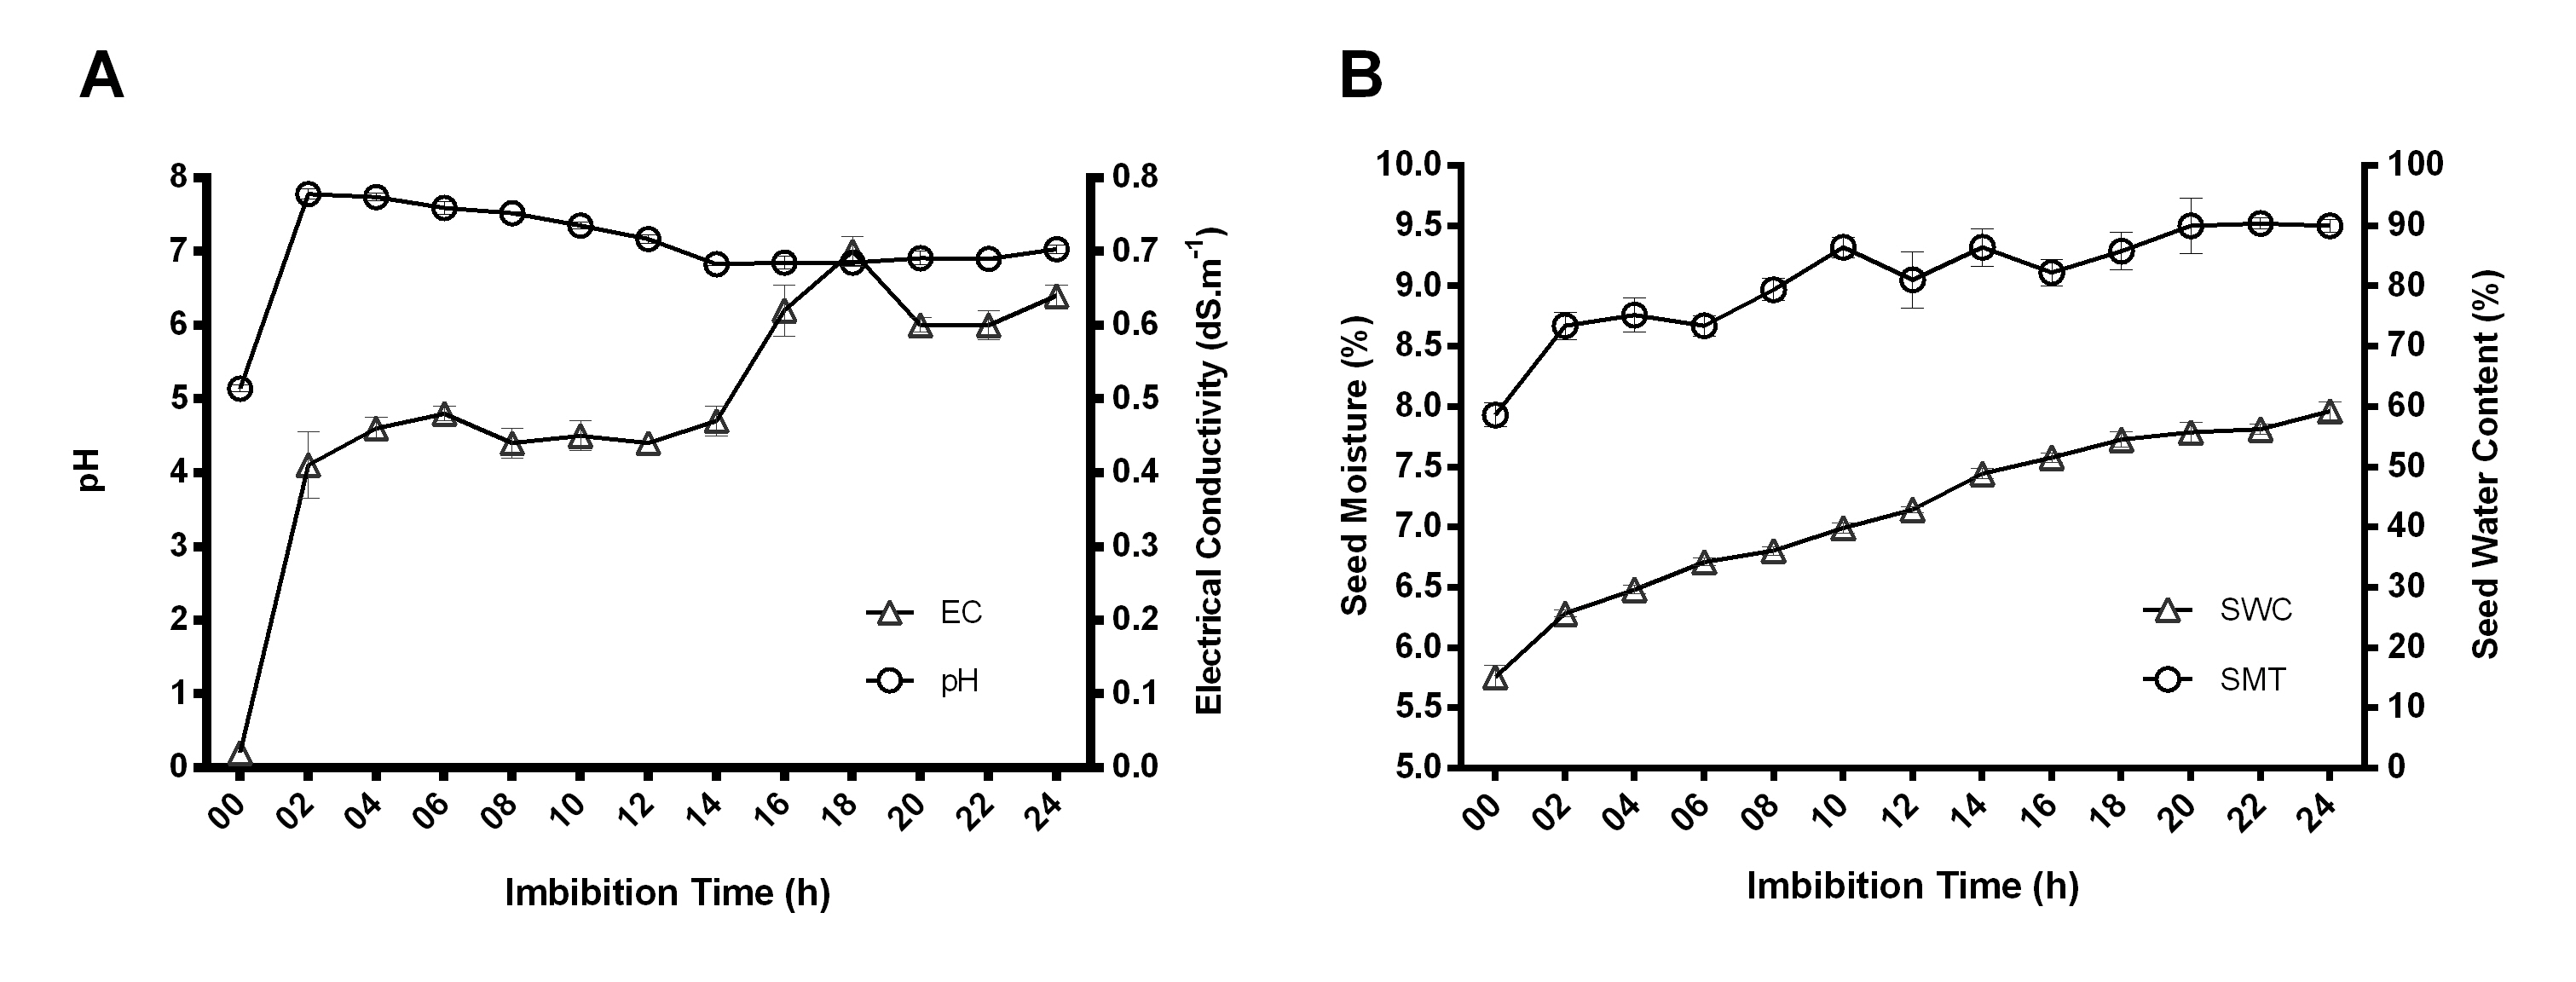 A
8
7
6
5
4
3
2
1
0
pH
0.8
0.7
0.6
0.5
0.4
0.3
0.2
0.1
0.0
Electrical Conductivity (dS.m-1)
EC
pH
00 02 04 06 08 10 12 14 16 18 20 22 24
Imbibition Time (h)
B
10.0
9.5
9.0
8.5
8.0
7.5
7.0
6.5
6.0
5.5
5.0
Seed Moisture (%)
100
90
80
70
60
50
40
30
20
10
0
Seed Water Content (%)
SWC
SMT
00 02 04 06 08 10 12 14 16 18 20 22 24
Imbibition Time (h)